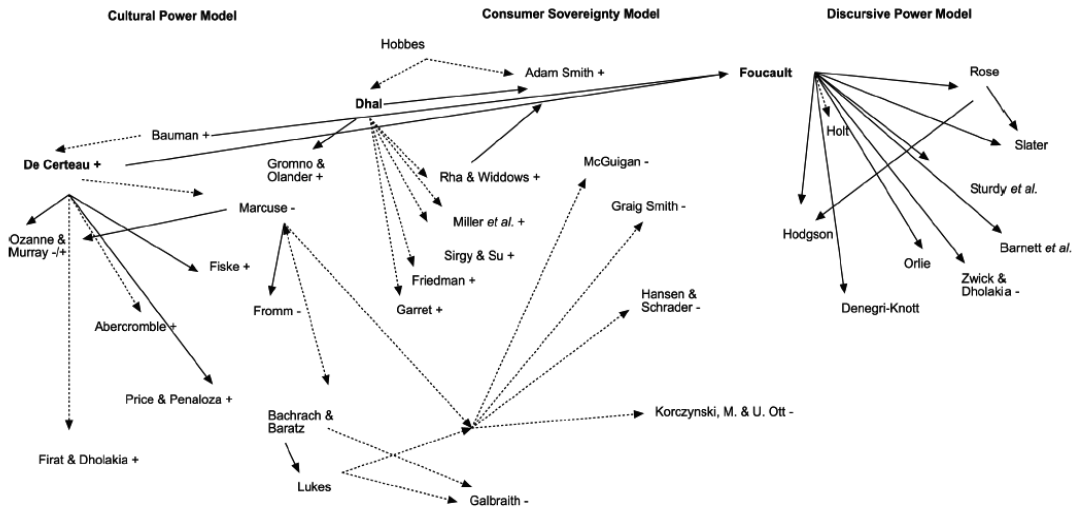 Cultural Power Model
Consumer Sovereignty Model
Discursive Power Model
Hobbes
Adam Smith +
Foucault
Rose
Dhal
Bauman +
Holt
Slater
De Certeau +
Gromno &
Olander +
Rha & Widdows +
McGuigan -
Sturdy et al.
Marcuse -
Miller et al. +
Graig Smith -
Ozanne &
Murray -/+
Hodgson
Barnett et al.
Sirgy & Su +
Fiske +
Friedman +
Orlie
Zwick &
Dholakia -
Fromm -
Garret +
Hansen &
Schrader -
Denegri-Knott
Abercromble +
Price & Penaloza +
Bachrach &
Baratz
Korczynski, M. & U. Ott -
Firat & Dholakia +
Lukes
Galbraith -